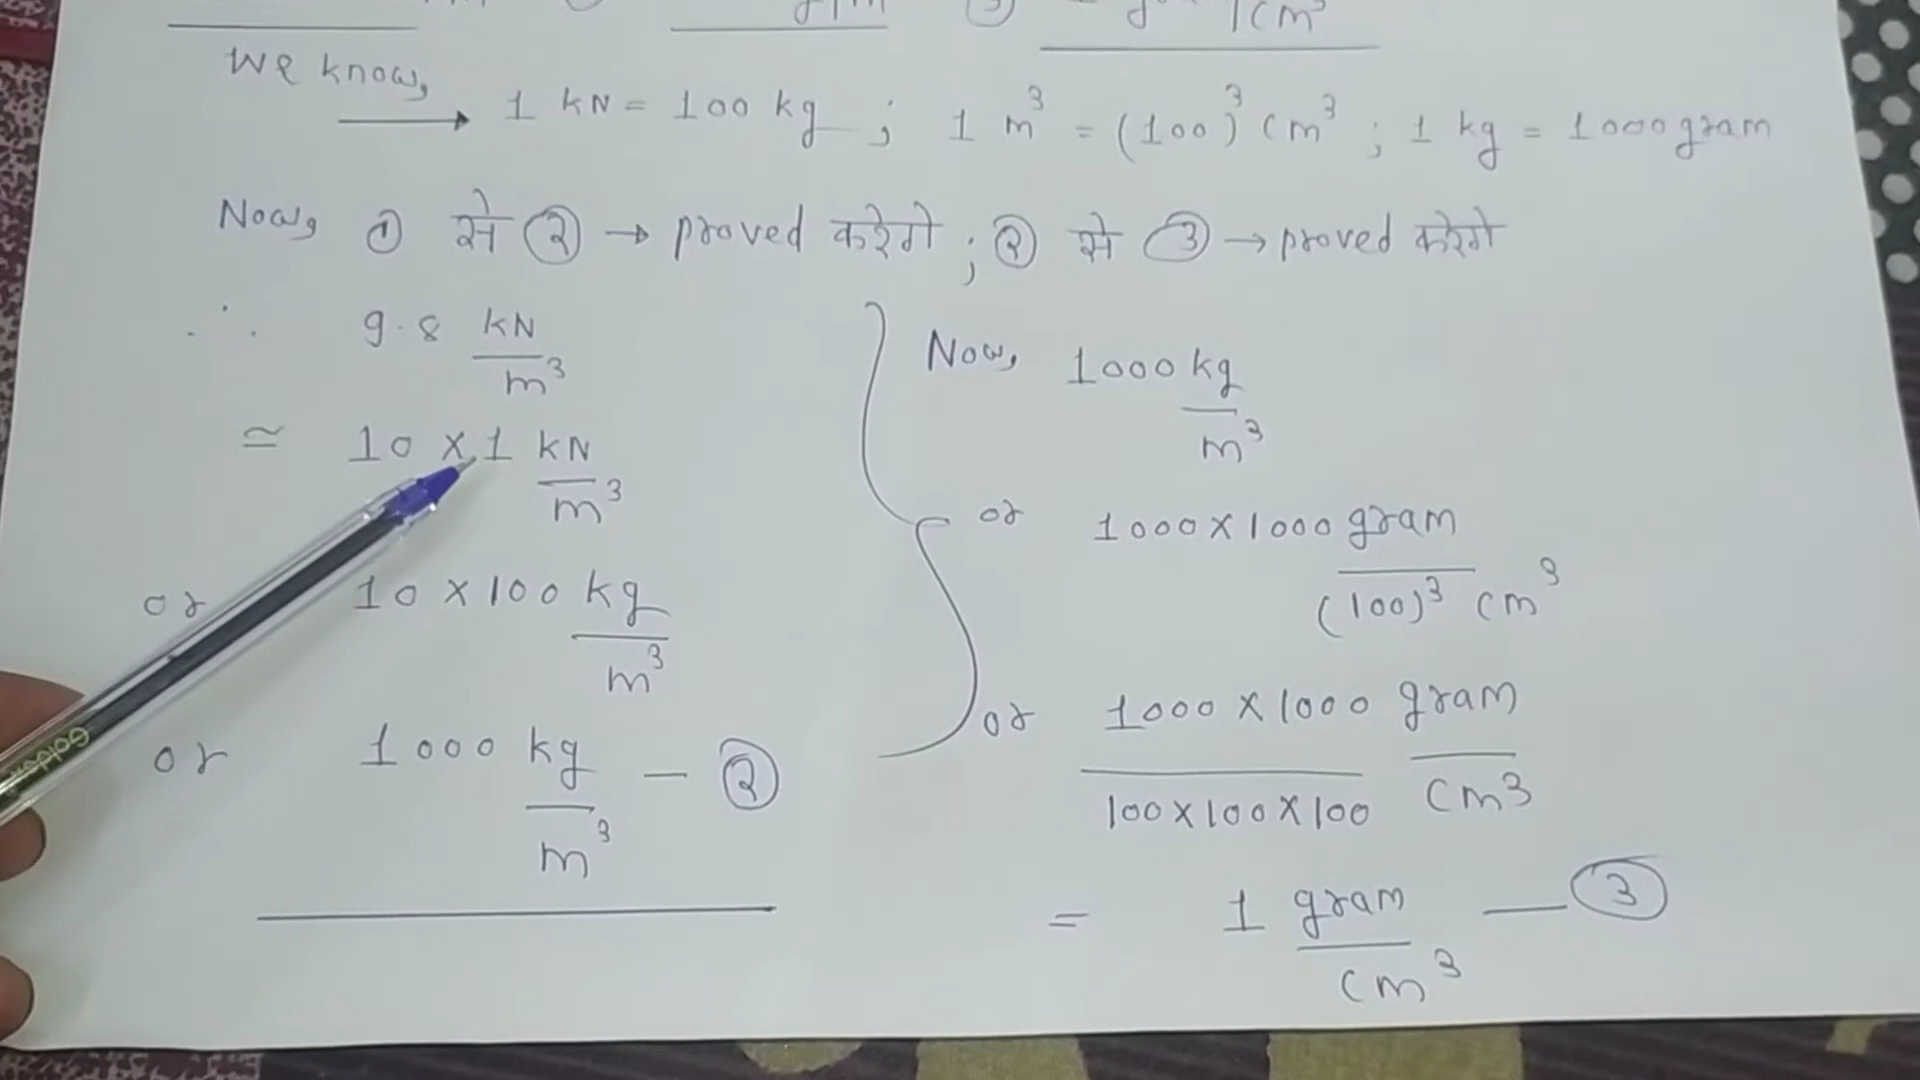 We know,
→ 1 kN = 100 kg ; 1 m³ = (100)³ cm³ ; 1 kg = 1000 gram
Now, ① से ② → proved करेगे ; ② से ③ → proved करेगे
∴ 9.8 kN/m³
≃ 10 x 1 kN/m³
or 10 x 100 kg/m³
or 1000 kg/m³ — ②
Now, 1000 kg/m³
or 1000 x 1000 gram/(100)³ cm³
or 1000 x 1000/100 x 100 x 100 gram/cm3
= 1 gram/cm³ — ③